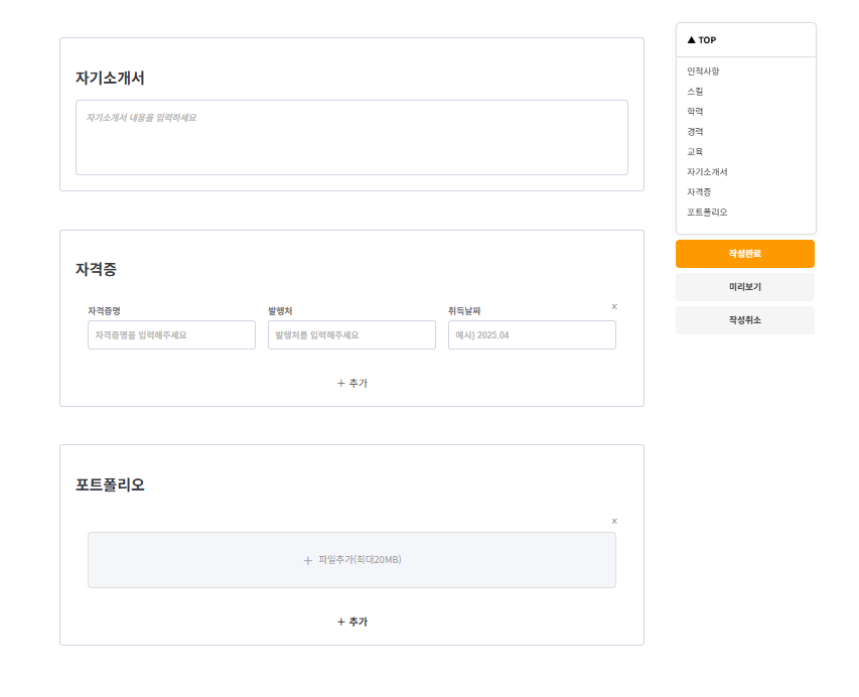 자기소개서
자기소개서 내용을 입력하세요
자격증
자격증명
발행처
취득날짜
×
자격증명을 입력해주세요
발행처를 입력해주세요
예시) 2025.04
+ 추가
포트폴리오
×
+ 파일추가(최대20MB)
+ 추가
▲ TOP
인적사항
스킬
학력
경력
교육
자기소개서
자격증
포트폴리오
작성완료
미리보기
작성취소